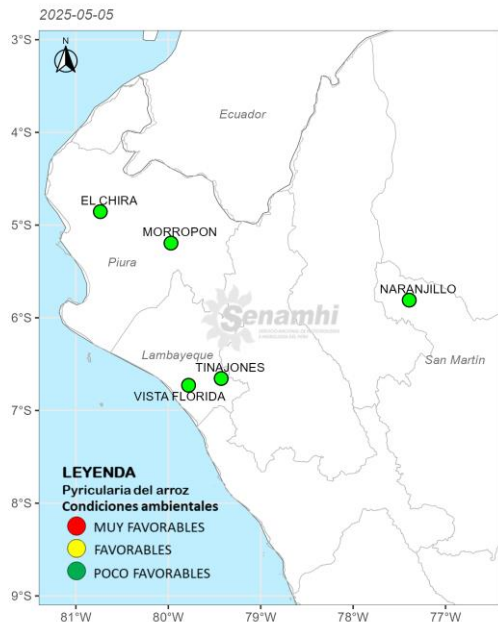 2025-05-05
3°S
4°S
5°S
6°S
7°S
8°S
9°S
N
Ecuador
EL CHIRA
MORROPON
Piura
NARANJILLO
Senamhi
San Martín
Lambayeque
TINAJONES
VISTA FLORIDA
LEYENDA
Pyricularia del arroz
Condiciones ambientales
MUY FAVORABLES
FAVORABLES
POCO FAVORABLES
81°W 80°W 79°W 78°W 77°W